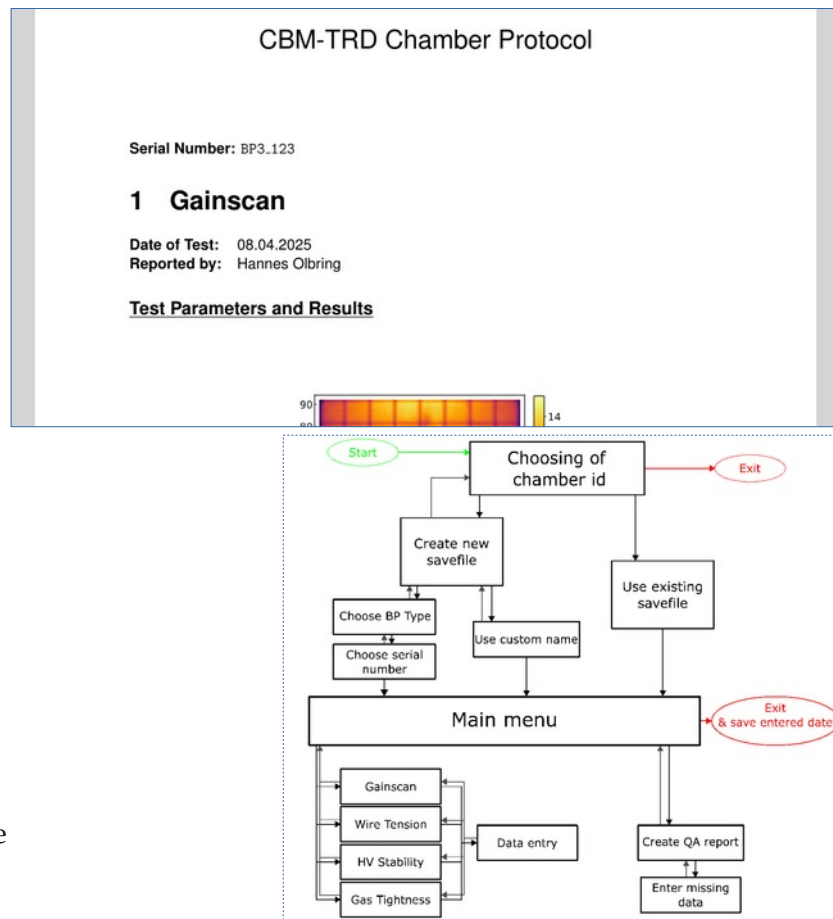 CBM-TRD Chamber Protocol
Serial Number: BP3_123
1 Gainscan
Date of Test: 08.04.2025
Reported by: Hannes Olbring
Test Parameters and Results
90
80
14
Start
Choosing of
chamber id
Exit
Create new
savefile
Use existing
savefile
Choose BP Type
Use custom name
Choose serial
number
Main menu
Exit
& save entered date
Gainscan
Wire Tension
HV Stability
Gas Tightness
Data entry
Create QA report
Enter missing
data
e